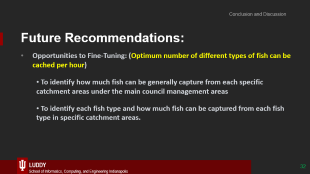 Conclusion and Discussion
Future Recommendations:
• Opportunities to Fine-Tuning: (Optimum number of different types of fish can be
cached per hour)
• To identify how much fish can be generally capture from each specific
catchment areas under the main council management areas
• To identify each fish type and how much fish can be captured from each fish
type in specific catchment areas.
LUDDY
School of Informatics, Computing, and Engineering Indianapolis